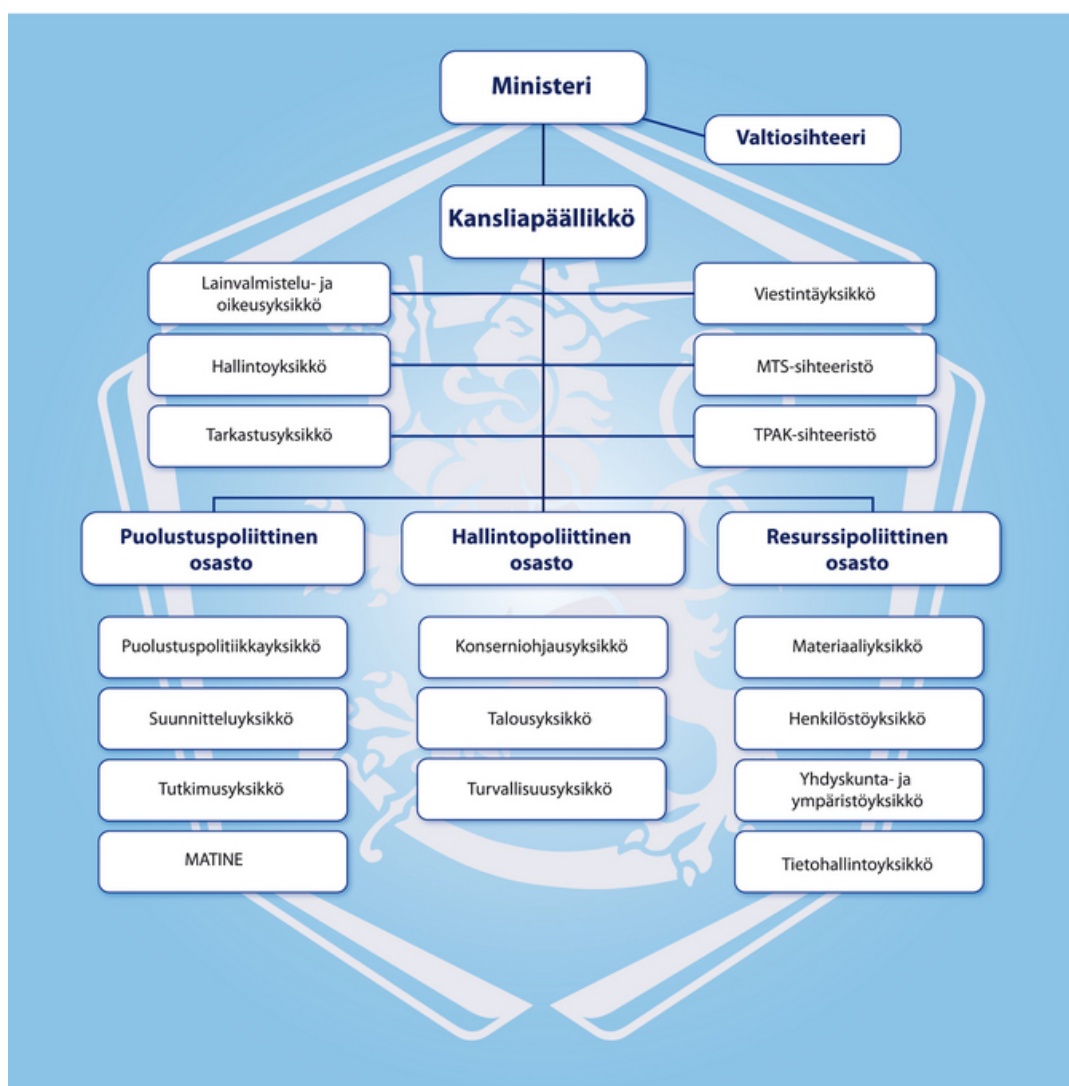 Ministeri
Valtiosihteeri
Kansliapäällikkö
Lainvalmistelu- ja
oikeusyksikkö
Viestintäyksikkö
Hallintoyksikkö
MTS-sihteeristö
Tarkastusyksikkö
TPAK-sihteeristö
Puolustuspoliittinen
osasto
Hallintopoliittinen
osasto
Resurssipoliittinen
osasto
Puolustuspolitiikkayksikkö
Suunnitteluyksikkö
Tutkimusyksikkö
MATINE
Konserniohjausyksikkö
Talousyksikkö
Turvallisuusyksikkö
Materiaaliyksikkö
Henkilöstöyksikkö
Yhdyskunta- ja
ympäristöyksikkö
Tietohallintoyksikkö